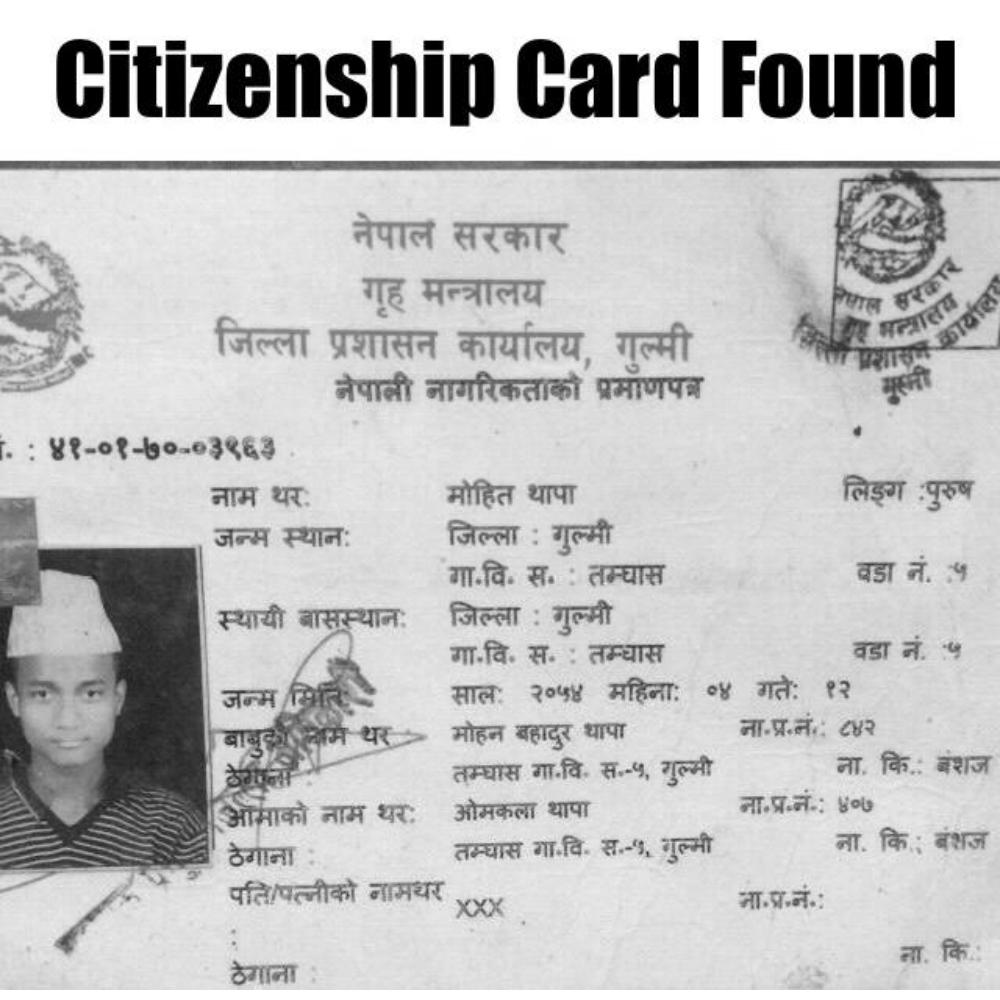 Citizenship Card Found
नेपाल सरकार
गृह मन्त्रालय
जिल्ला प्रशासन कार्यालय, गुल्मी
नेपाली नागरिकताको प्रमाणपत्र
नेपाल सरकार
गृह मन्त्रालय
जिल्ला प्रशासन कार्यालय
गुल्मी
. : ४१-०१-७०-०३९६३
नाम थर: मोहित थापा लिङ्ग :पुरुष
जन्म स्थान: जिल्ला : गुल्मी
गा.वि. स. : तम्घास वडा नं. :५
स्थायी बासस्थान: जिल्ला : गुल्मी
गा.वि. स. : तम्घास वडा नं. :५
जन्म मिति: साल: २०५४ महिना: ०४ गते: १२
बाबुको नाम थर मोहन बहादुर थापा ना.प्र.नं.: ८४२
ठेगाना तम्घास गा.वि. स.-५, गुल्मी ना. कि.: बंशज
आमाको नाम थर: ओमकला थापा ना.प्र.नं.: ४०७
ठेगाना : तम्घास गा.वि. स.-५, गुल्मी ना. कि.: बंशज
पति/पत्नीको नामथर XXX ना.प्र.नं.:
:
ना. कि.:
ठेगाना :